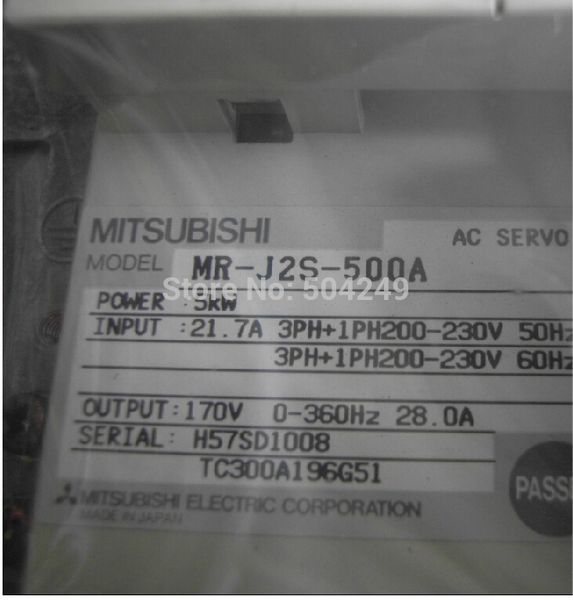 MITSUBISHI
AC SERVO
MODEL MR-J2S-500A
Store No: 504249
POWER :5kW
INPUT :21.7A 3PH+1PH200-230V 50Hz
3PH+1PH200-230V 60Hz
OUTPUT:170V 0-360Hz 28.0A
SERIAL: H57SD1008
TC300A196G51
MITSUBISHI ELECTRIC CORPORATION
MADE IN JAPAN
PASSE